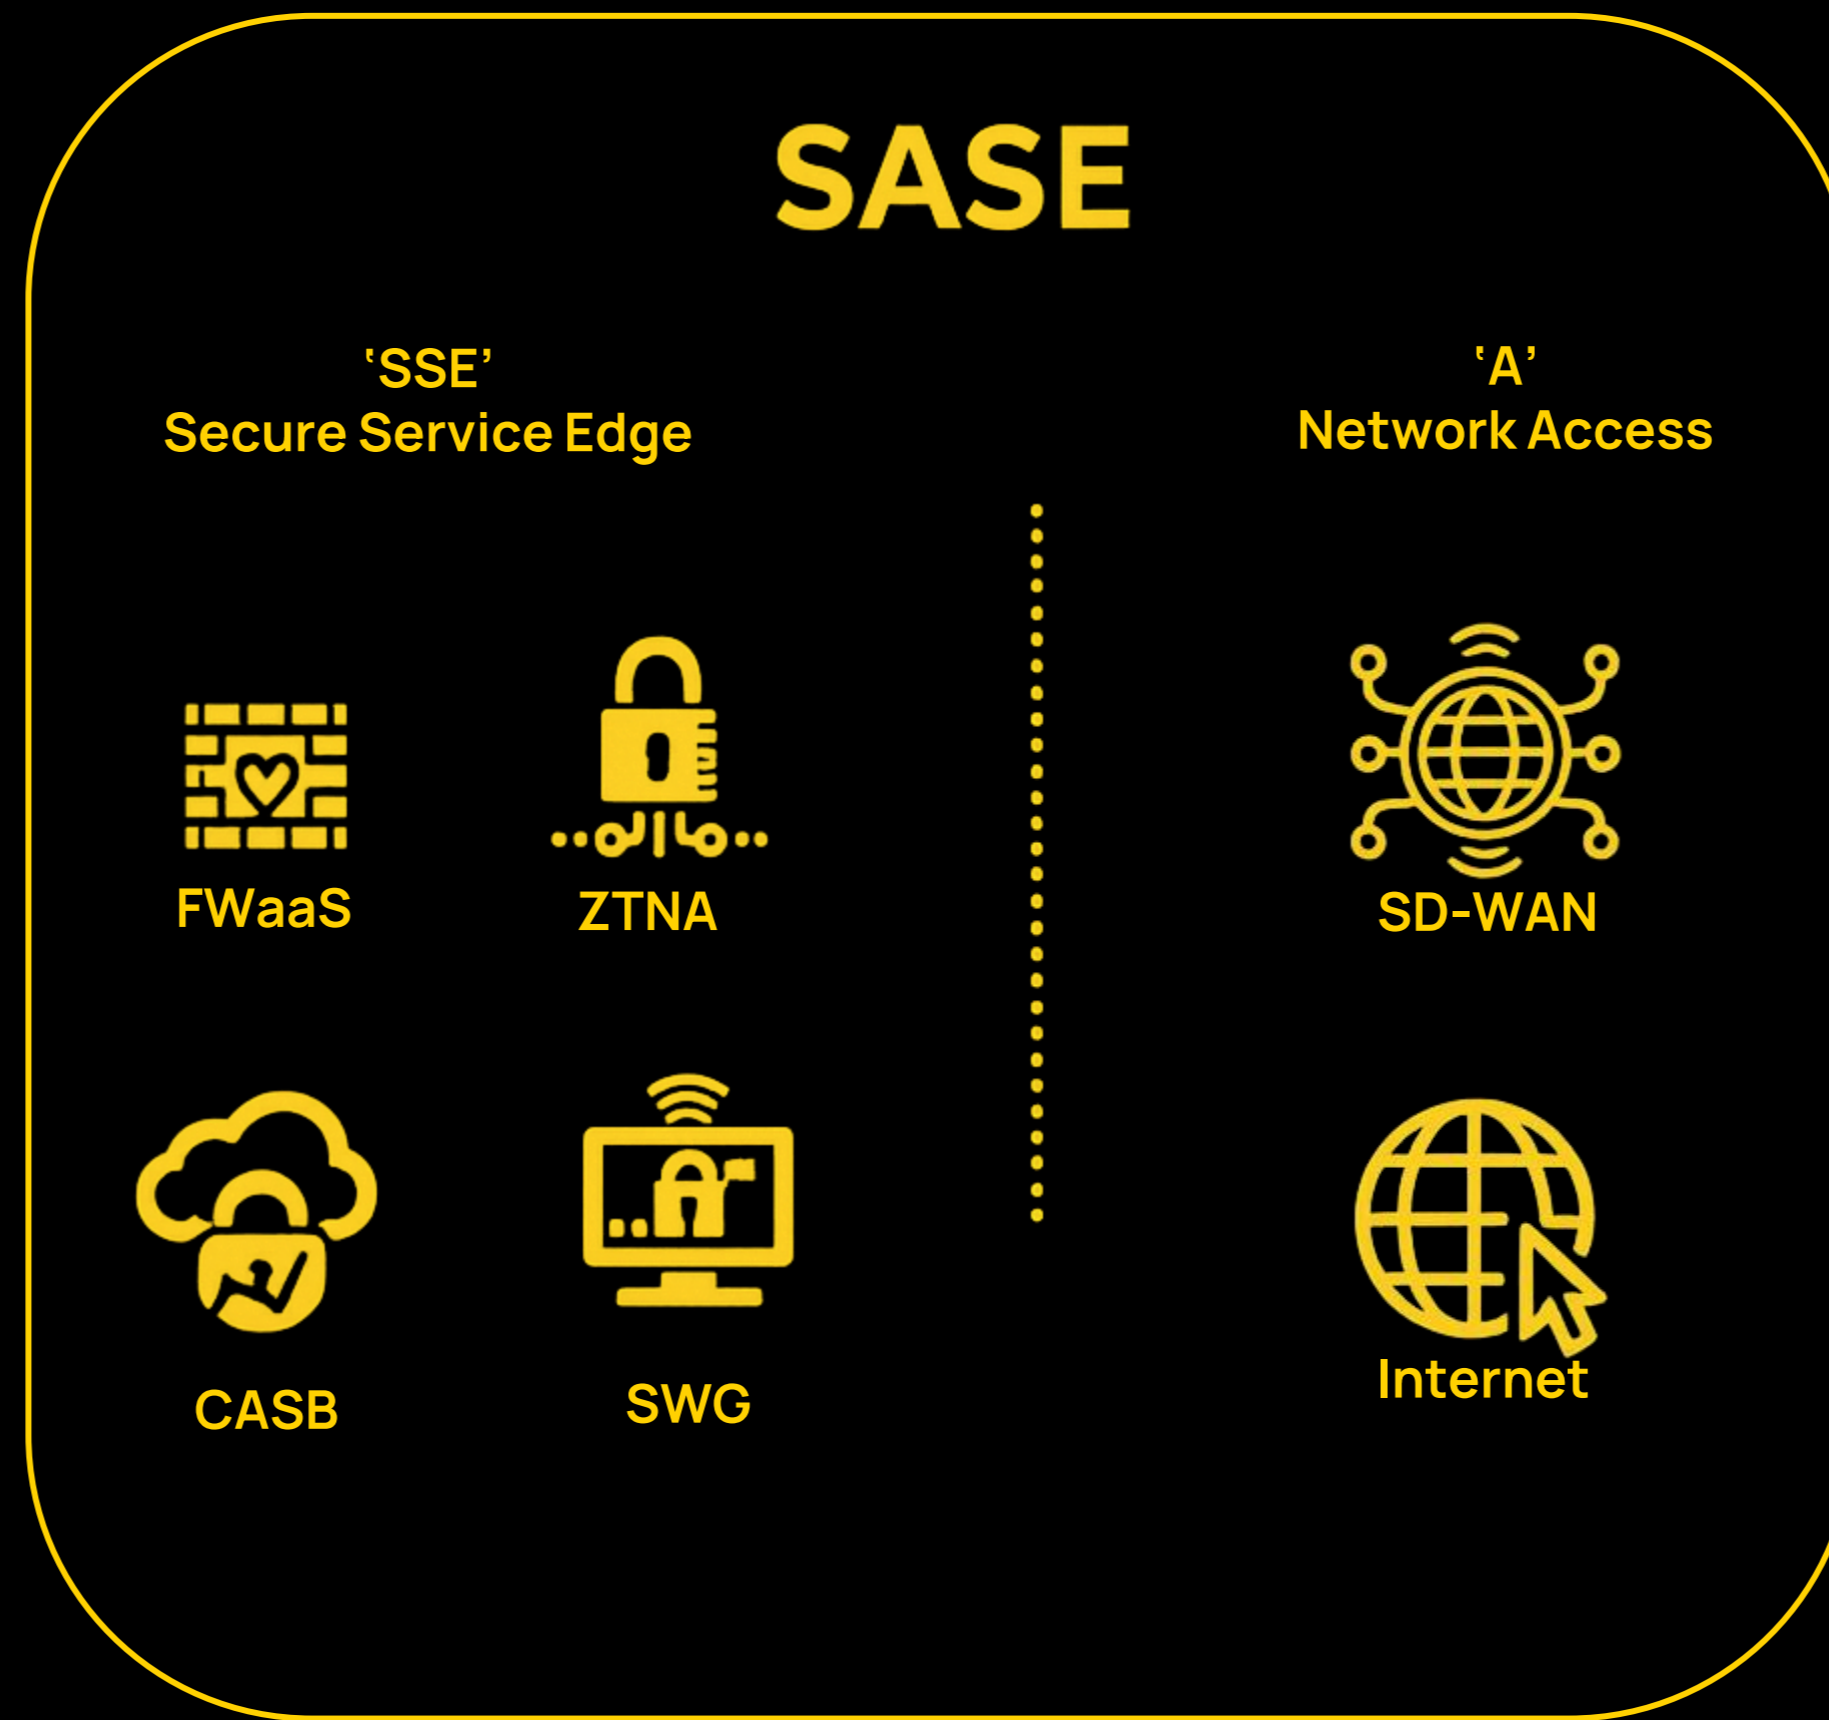 SASE
‘SSE’
Secure Service Edge
‘A’
Network Access
FWaaS
ZTNA
SD-WAN
CASB
SWG
Internet